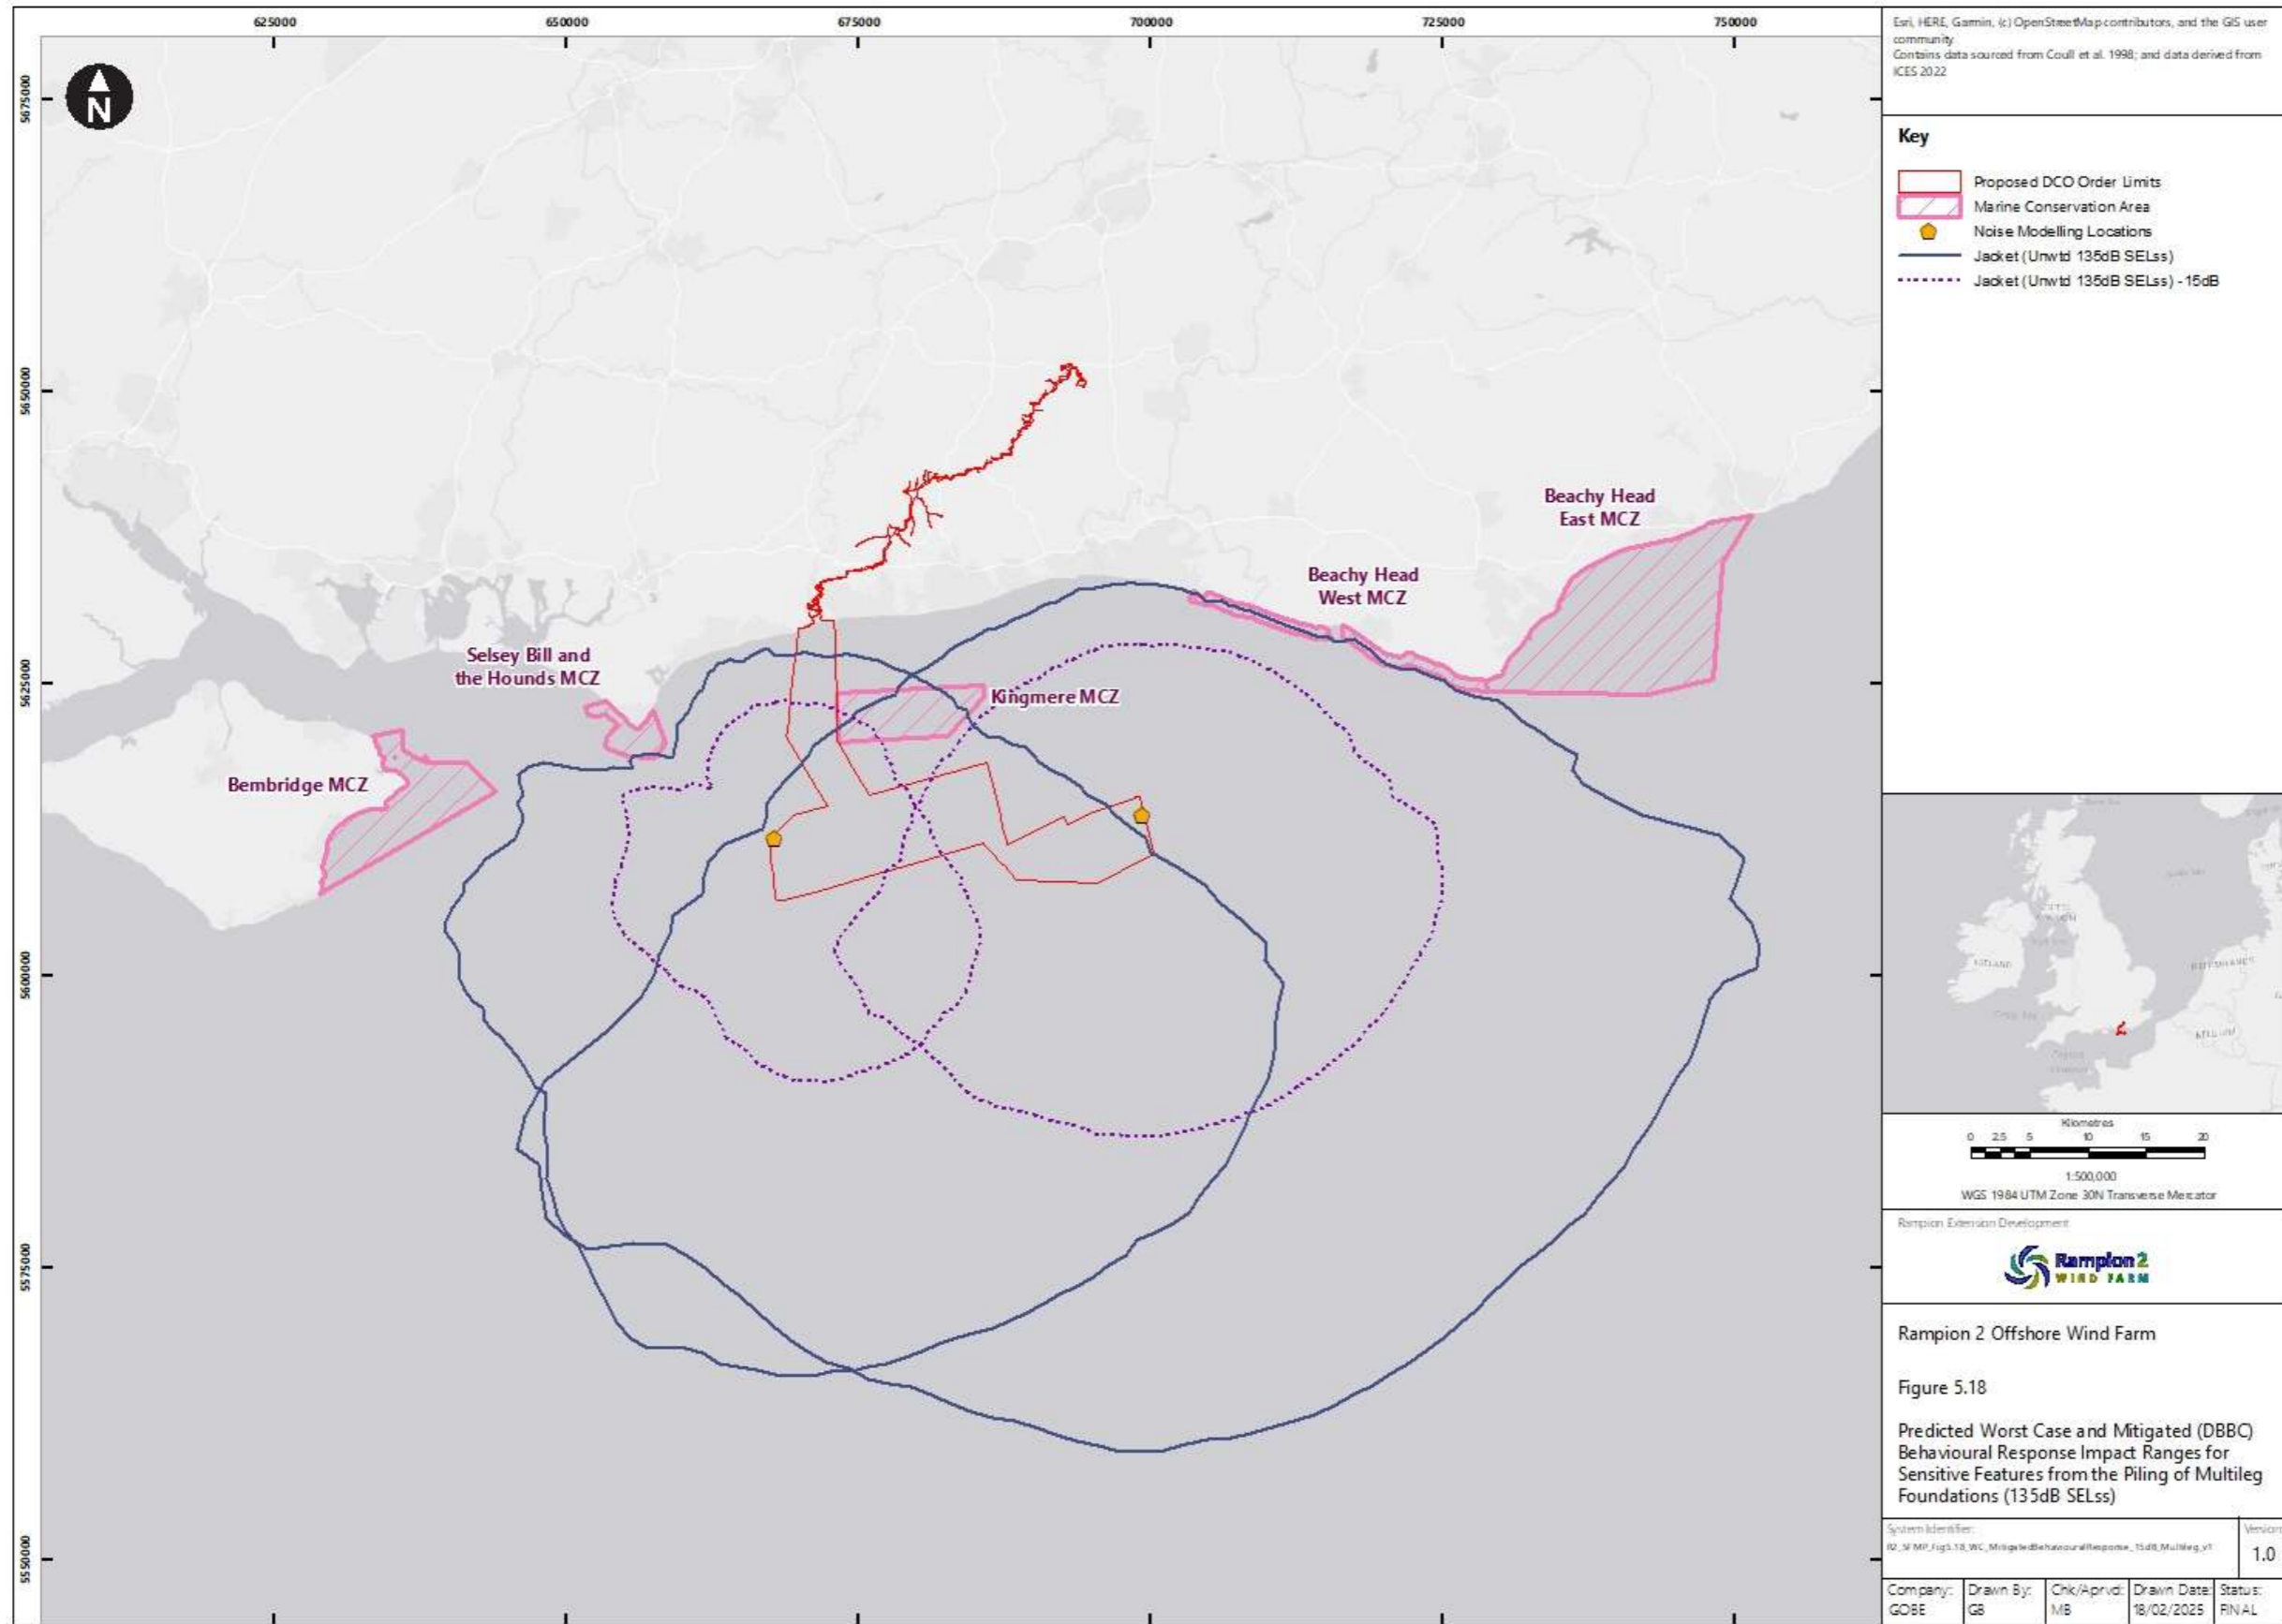 625000
650000
675000
700000
725000
750000
5675000
5650000
5625000
5600000
5575000
5550000
N
Beachy Head
East MCZ
Beachy Head
West MCZ
Selsey Bill and
the Hounds MCZ
Kingmere MCZ
Bembridge MCZ
Esri, HERE, Garmin, (c) OpenStreetMap contributors, and the GIS user
community
Contains data sourced from Coull et al. 1998; and data derived from
ICES 2022
Key
Proposed DCO Order Limits
Marine Conservation Area
Noise Modelling Locations
Jacket (Unwtd 135dB SELss)
Jacket (Unwtd 135dB SELss) - 15dB
IRELAND
Kilometres
0 2.5 5 10 15 20
1:500,000
WGS 1984 UTM Zone 30N Transverse Mercator
Rampion Extension Development
Rampion 2
WIND FARM
Rampion 2 Offshore Wind Farm
Figure 5.18
Predicted Worst Case and Mitigated (DBBC)
Behavioural Response Impact Ranges for
Sensitive Features from the Piling of Multileg
Foundations (135dB SELss)
System Identifier:
R2_SFMP_Fig5.18_WC_MitigatedBehaviouralResponse_15dB_Multileg_v1
Version
1.0
Company:
GOBE
Drawn By:
GB
Chk/Aprvd:
MB
Drawn Date:
18/02/2025
Status:
FINAL